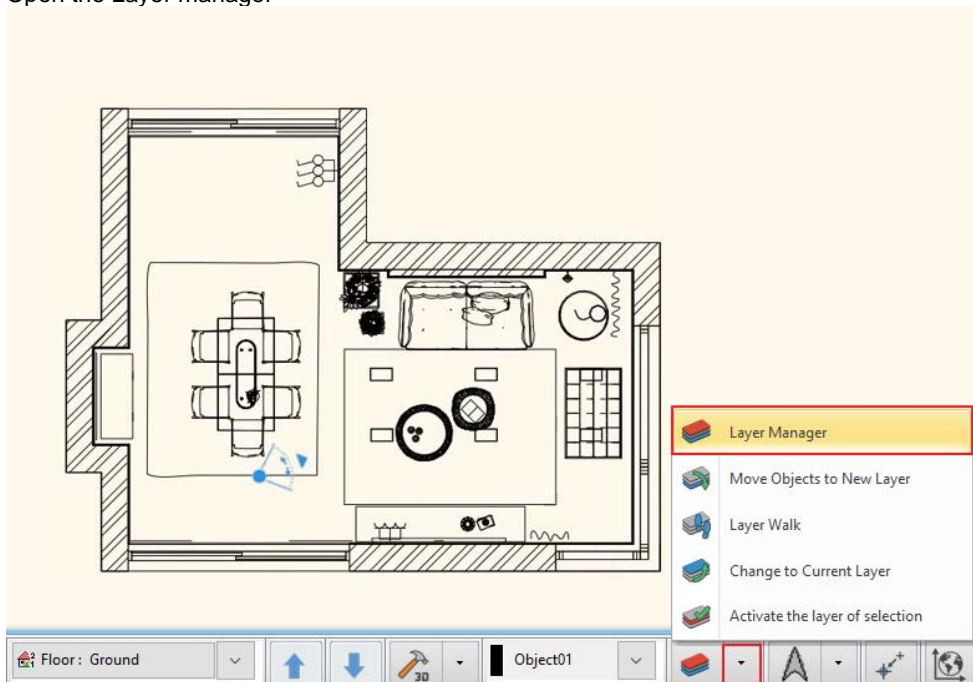 Open the Layer manager
Layer Manager
Move Objects to New Layer
Layer Walk
Change to Current Layer
Activate the layer of selection
Floor : Ground
3D
Object01